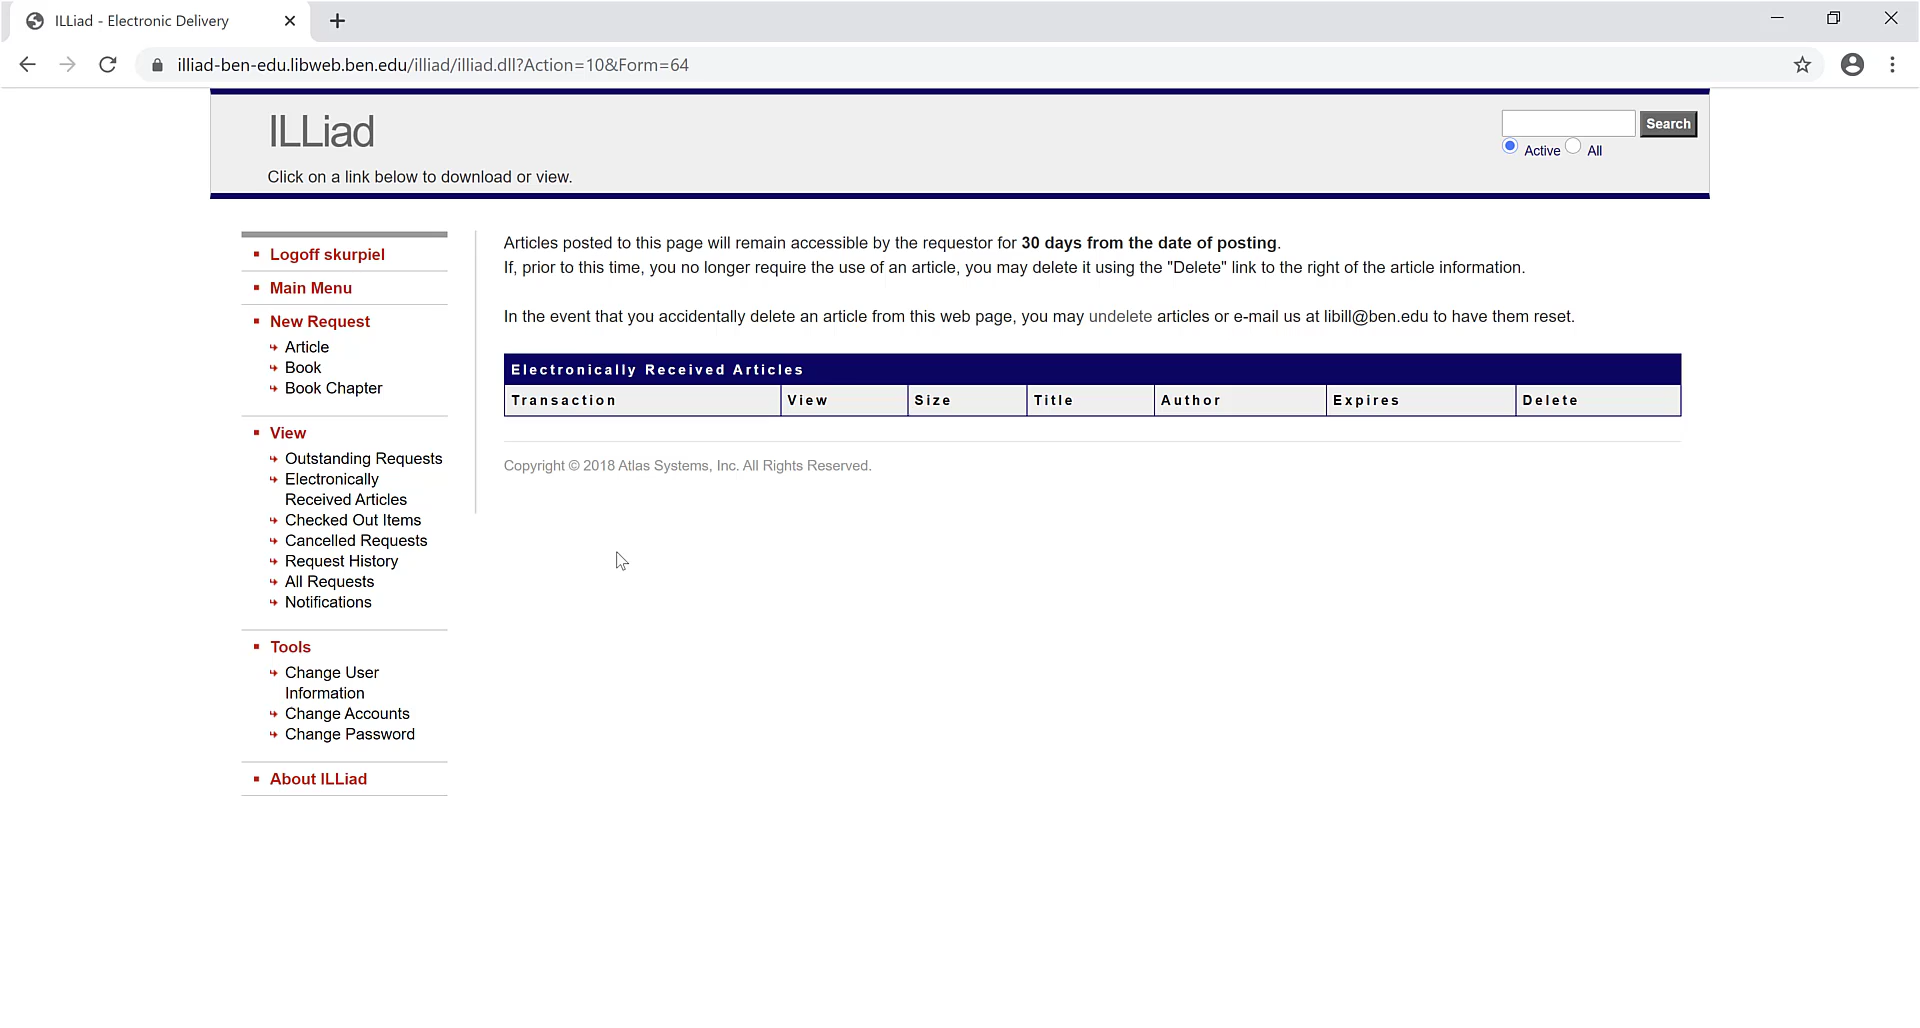 ILLiad - Electronic Delivery
illiad-ben-edu.libweb.ben.edu/illiad/illiad.dll?Action=10&Form=64
ILLiad
Search
Active All
Click on a link below to download or view.
Logoff skurpiel
Main Menu
New Request
Article
Book
Book Chapter
View
Outstanding Requests
Electronically
Received Articles
Checked Out Items
Cancelled Requests
Request History
All Requests
Notifications
Tools
Change User
Information
Change Accounts
Change Password
About ILLiad
Articles posted to this page will remain accessible by the requestor for 30 days from the date of posting.
If, prior to this time, you no longer require the use of an article, you may delete it using the "Delete" link to the right of the article information.
In the event that you accidentally delete an article from this web page, you may undelete articles or e-mail us at libill@ben.edu to have them reset.
Electronically Received Articles
Transaction View Size Title Author Expires Delete
Copyright © 2018 Atlas Systems, Inc. All Rights Reserved.